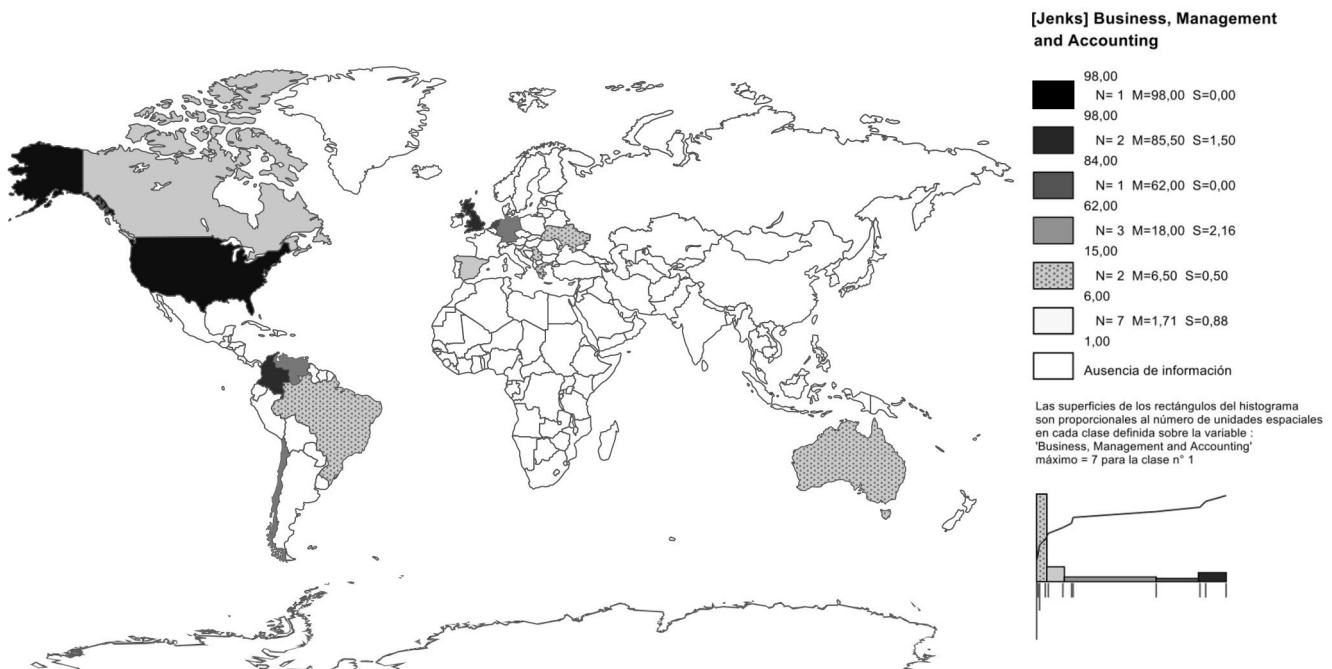 [Jenks] Business, Management
and Accounting
98,00
N= 1 M=98,00 S=0,00
98,00
N= 2 M=85,50 S=1,50
84,00
N= 1 M=62,00 S=0,00
62,00
N= 3 M=18,00 S=2,16
15,00
N= 2 M=6,50 S=0,50
6,00
N= 7 M=1,71 S=0,88
1,00
Ausencia de información
Las superficies de los rectángulos del histograma
son proporcionales al número de unidades espaciales
en cada clase definida sobre la variable :
'Business, Management and Accounting'
máximo = 7 para la clase n° 1